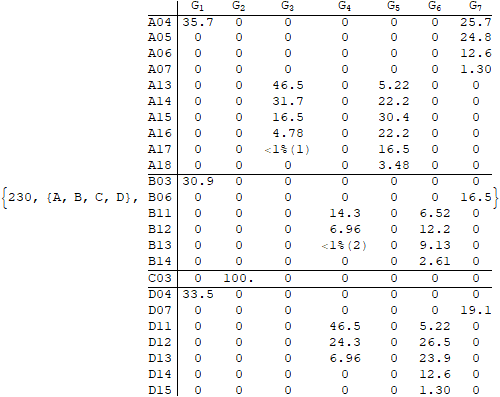 G1 G2 G3 G4 G5 G6 G7
A04 35.7 0 0 0 0 0 25.7
A05 0 0 0 0 0 0 24.8
A06 0 0 0 0 0 0 12.6
A07 0 0 0 0 0 0 1.30
A13 0 0 46.5 0 5.22 0 0
A14 0 0 31.7 0 22.2 0 0
A15 0 0 16.5 0 30.4 0 0
A16 0 0 4.78 0 22.2 0 0
A17 0 0 <1%(1) 0 16.5 0 0
A18 0 0 0 0 3.48 0 0
B03 30.9 0 0 0 0 0 0
{230, {A, B, C, D}, B06 0 0 0 0 0 0 16.5}
B11 0 0 0 14.3 0 6.52 0
B12 0 0 0 6.96 0 12.2 0
B13 0 0 0 <1%(2) 0 9.13 0
B14 0 0 0 0 0 2.61 0
C03 0 100. 0 0 0 0 0
D04 33.5 0 0 0 0 0 0
D07 0 0 0 0 0 0 19.1
D11 0 0 0 46.5 0 5.22 0
D12 0 0 0 24.3 0 26.5 0
D13 0 0 0 6.96 0 23.9 0
D14 0 0 0 0 0 12.6 0
D15 0 0 0 0 0 1.30 0